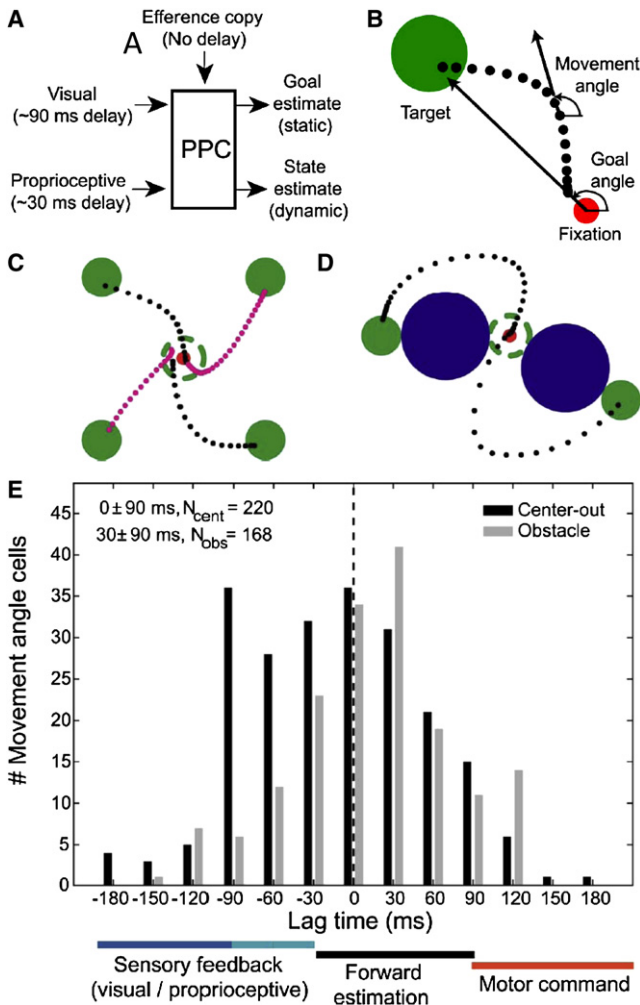 A
Efference copy
A
(No delay)
Visual
(~90 ms delay)
Goal
estimate
(static)
PPC
Proprioceptive
(~30 ms delay)
State
estimate
(dynamic)
B
Movement
angle
Target
Goal
angle
Fixation
C
D
E
0±90 ms, Ncent = 220
30±90 ms, Nobs = 168
Center-out
Obstacle
# Movement angle cells
45
40
35
30
25
20
15
10
5
0
-180 -150 -120 -90 -60 -30 0 30 60 90 120 150 180
Lag time (ms)
Sensory feedback
(visual / proprioceptive)
Forward
estimation
Motor command